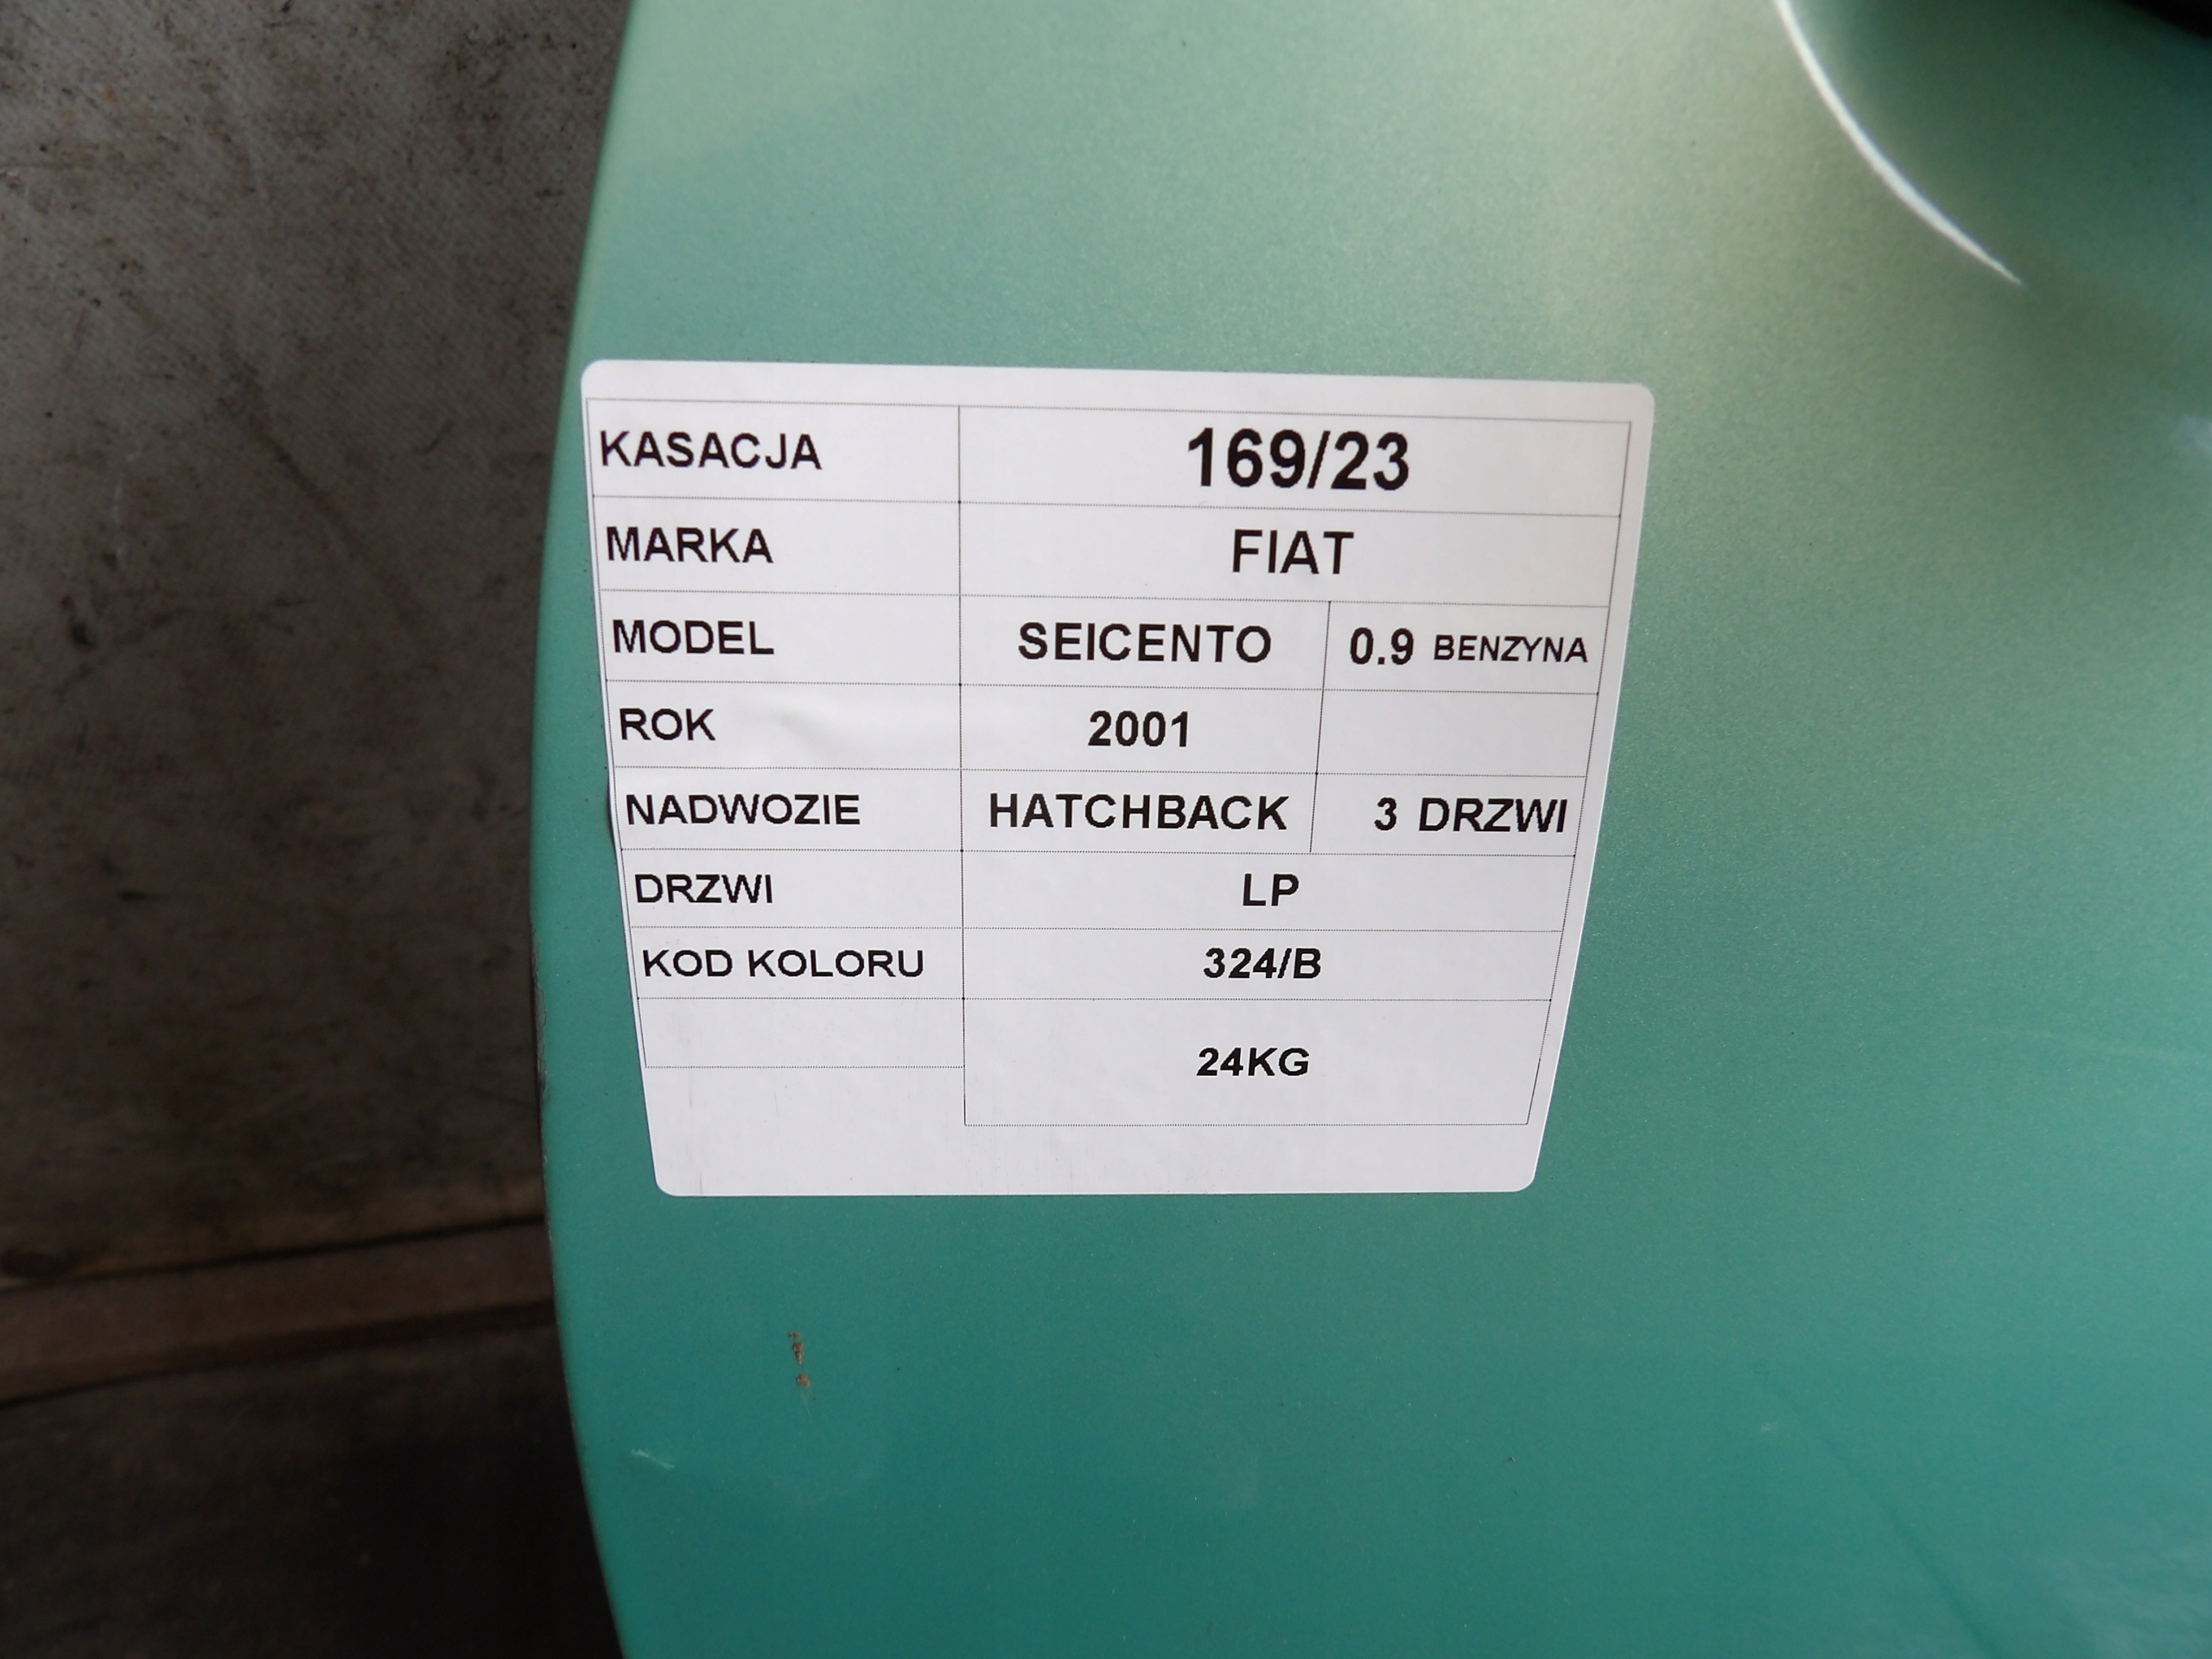 KASACJA 169/23
MARKA FIAT
MODEL SEICENTO 0.9 BENZYNA
ROK 2001
NADWOZIE HATCHBACK 3 DRZWI
DRZWI LP
KOD KOLORU 324/B
24KG